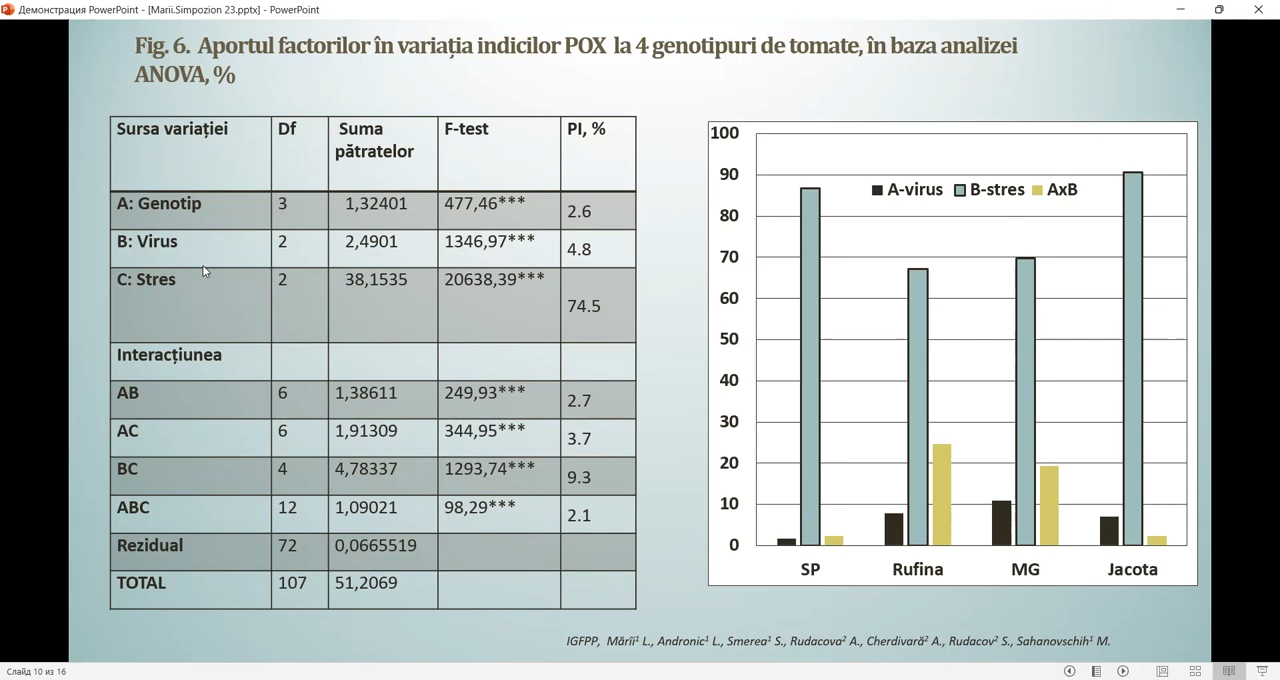 Демонстрация PowerPoint - [Marii.Simpozion 23.pptx] - PowerPoint
Fig. 6. Aportul factorilor în variația indicilor POX la 4 genotipuri de tomate, în baza analizei
ANOVA, %
Sursa variației Df Suma pătratelor F-test PI, %
A: Genotip 3 1,32401 477,46*** 2.6
B: Virus 2 2,4901 1346,97*** 4.8
C: Stres 2 38,1535 20638,39*** 74.5
Interacțiunea
AB 6 1,38611 249,93*** 2.7
AC 6 1,91309 344,95*** 3.7
BC 4 4,78337 1293,74*** 9.3
ABC 12 1,09021 98,29*** 2.1
Rezidual 72 0,0665519
TOTAL 107 51,2069
100
90
A-virus B-stres AxB
80
70
60
50
40
30
20
10
0
SP Rufina MG Jacota
IGFPP, Mărîi¹ L., Andronic¹ L., Smerea¹ S., Rudacova² A., Cherdivară² A., Rudacov² S., Sahanovschih¹ M.
Слайд 10 из 16